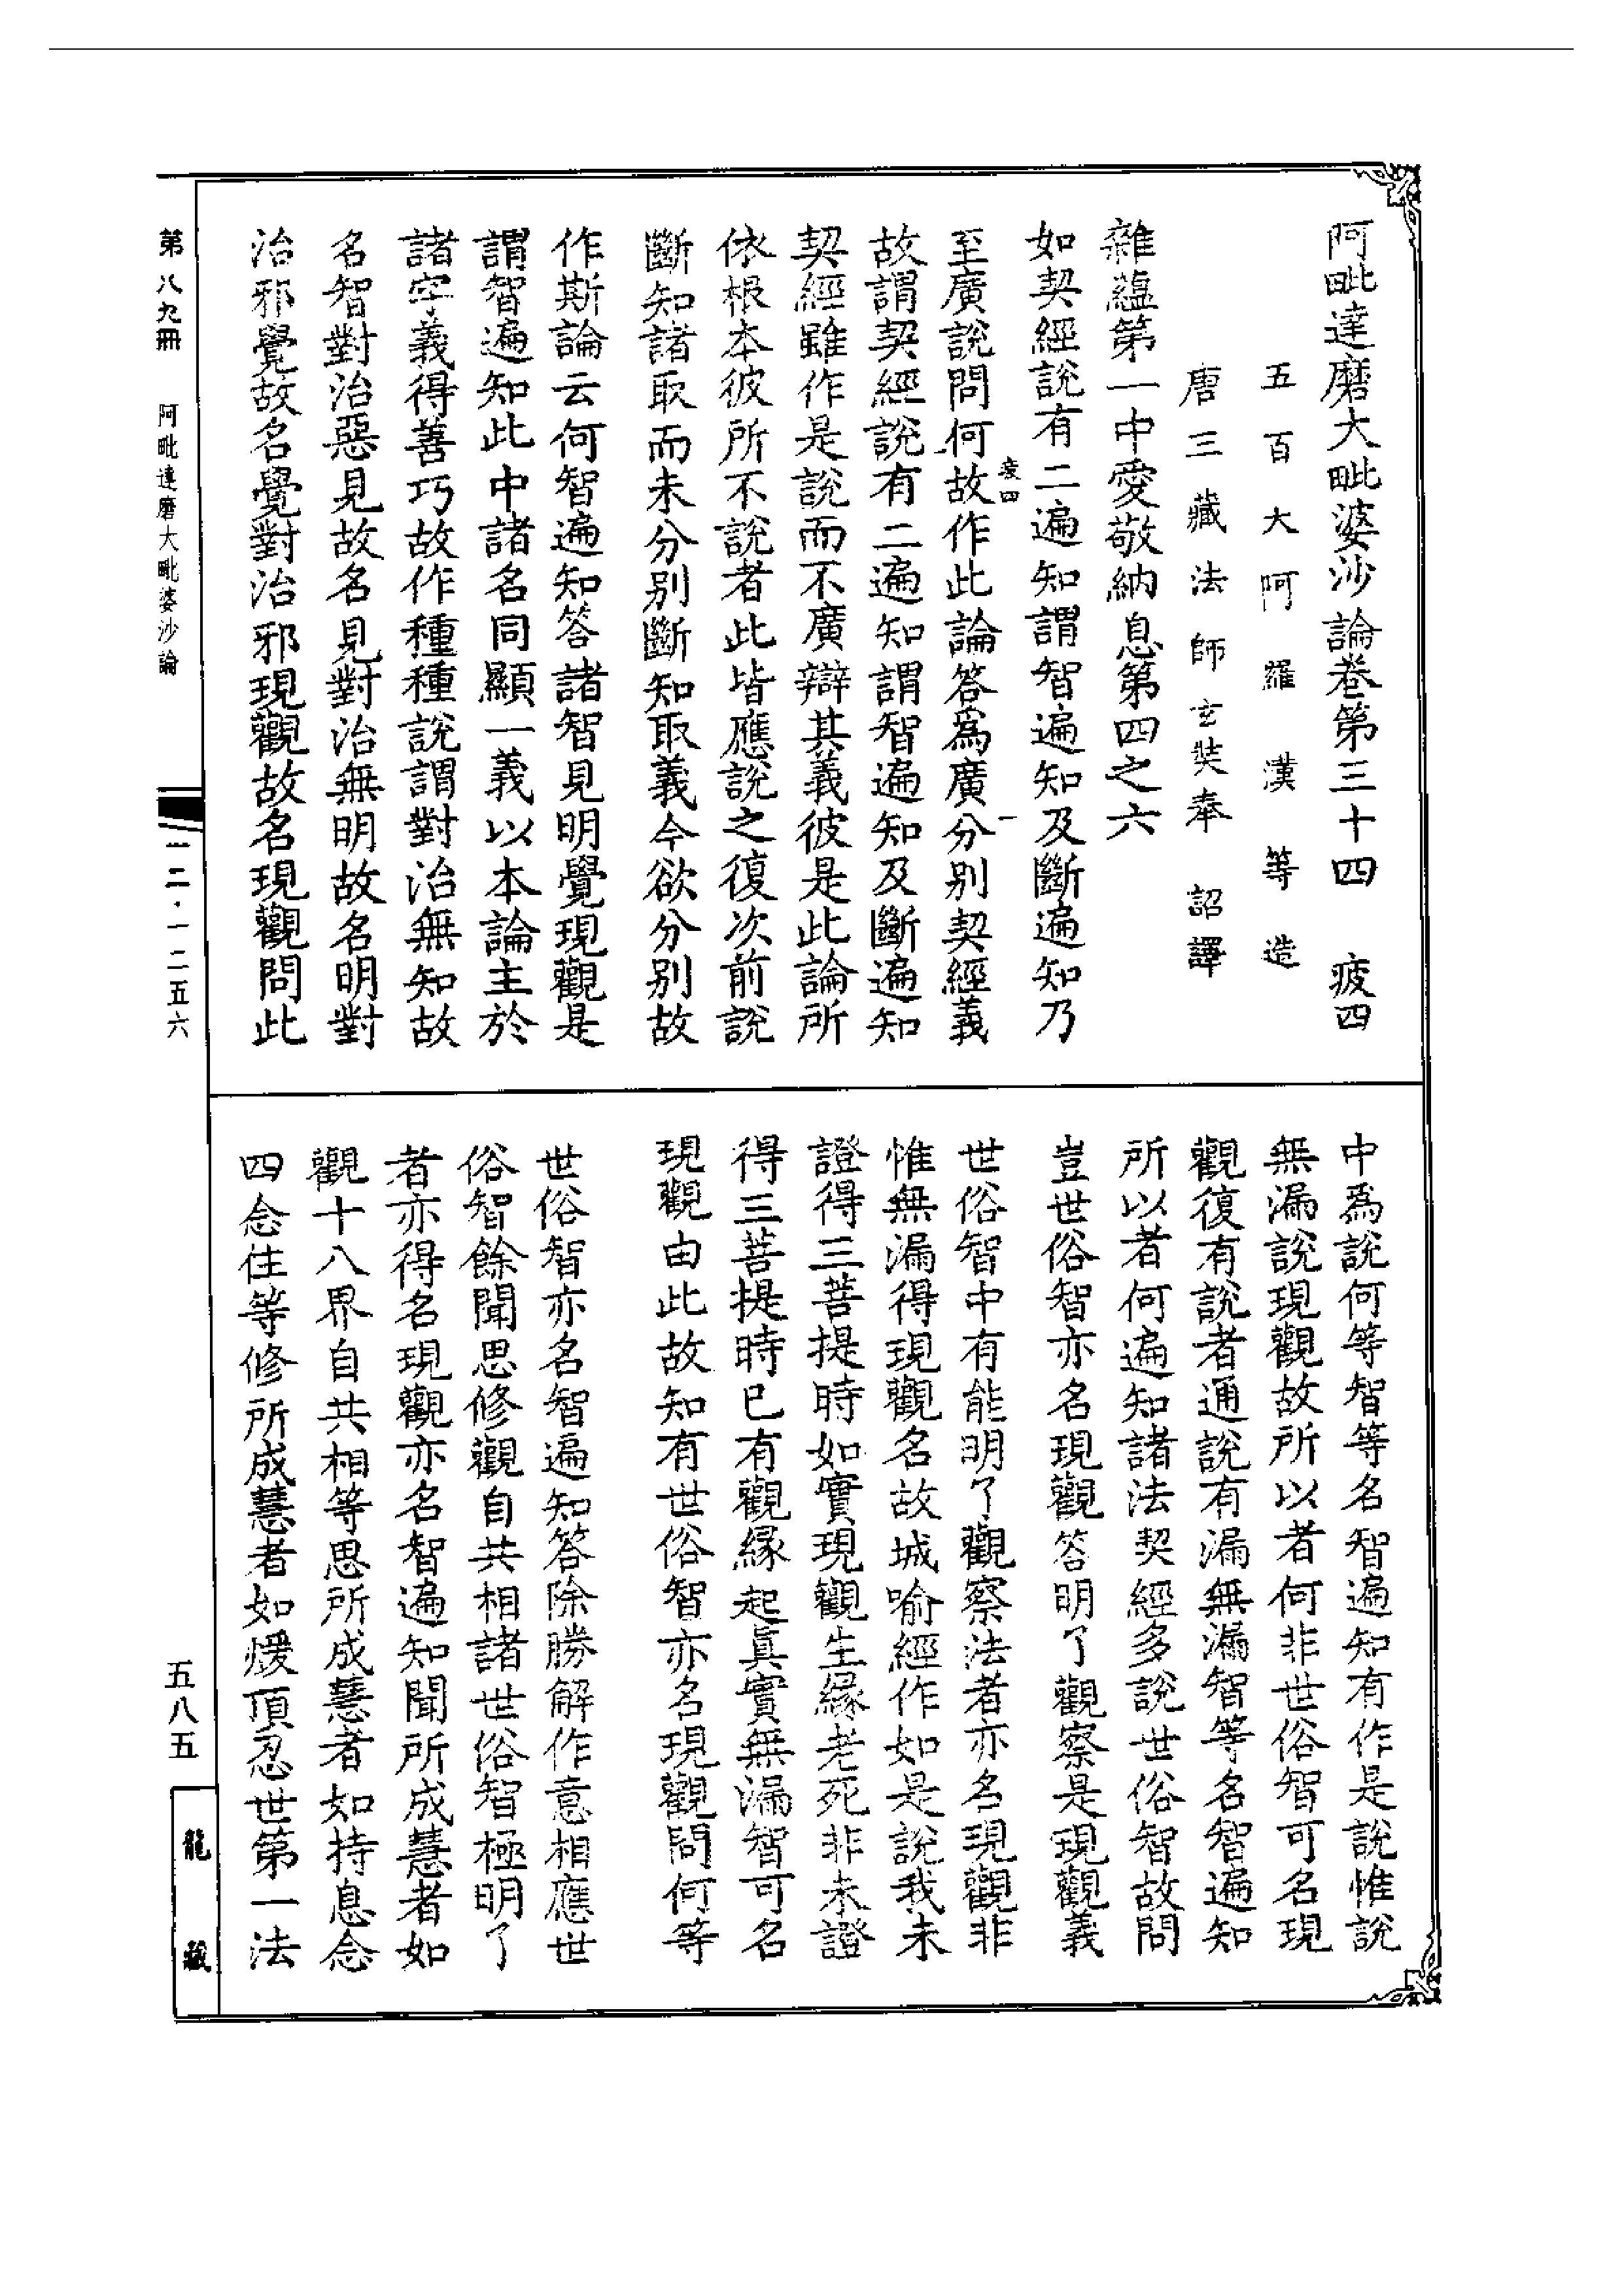 阿毗達磨大毗婆沙論卷第三十四　疲四
五百大阿羅漢等造
唐三藏法師玄奘奉　詔譯
雜蘊第一中愛敬納息第四之六
如契經說有二遍知謂智遍知及斷遍知乃
至廣說問何故作此論答為廣分別契經義
疲四　一
故謂契經說有二遍知謂智遍知及斷遍知
契經雖作是說而不廣辯其義彼是此論所
依根本彼所不說者此皆應說之復次前說
斷知諸取而未分別斷知取義今欲分別故
作斯論云何智遍知答諸智見明覺現觀是
謂智遍知此中諸名同顯一義以本論主於
諸字義得善巧故作種種說謂對治無知故
名智對治惡見故名見對治無明故名明對
治邪覺故名覺對治邪現觀故名現觀問此
中為說何等智等名智遍知有作是說惟說
無漏說現觀故所以者何非世俗智可名現
觀復有說者通說有漏無漏智等名智遍知
所以者何遍知諸法契經多說世俗智故問
豈世俗智亦名現觀答明了觀察是現觀義
世俗智中有能明了觀察法者亦名現觀非
惟無漏得現觀名故城喻經作如是說我未
證得三菩提時如實現觀生緣老死非未證
得三菩提時已有觀緣起真實無漏智可名
現觀由此故知有世俗智亦名現觀問何等
世俗智亦名智遍知答除勝解作意相應世
俗智餘聞思修觀自共相諸世俗智極明了
者亦得名現觀亦名智遍知聞所成慧者如
觀十八界自共相等思所成慧者如持息念
四念住等修所成慧者如煖頂忍世第一法
第八九冊　阿毗達磨大毗婆沙論
一二·一二五六
五八五
龍藏